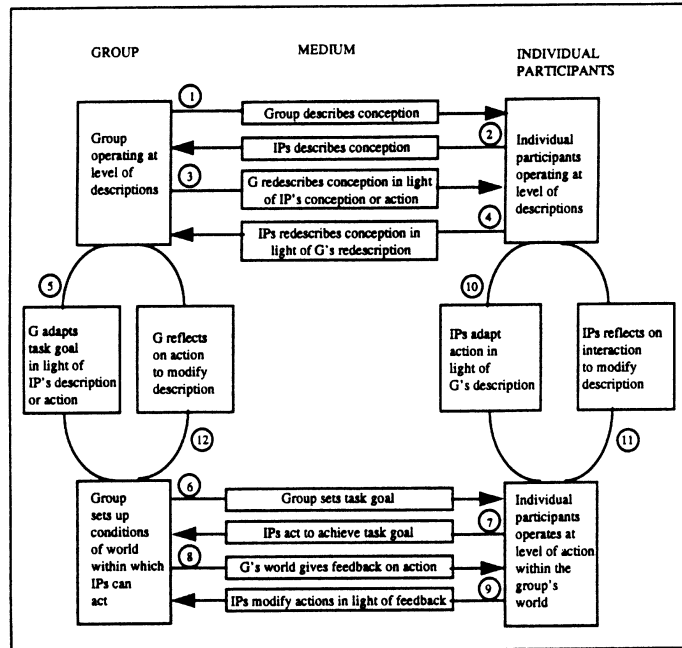 GROUP
MEDIUM
INDIVIDUAL
PARTICIPANTS
1
Group describes conception
Group
operating at
level of
descriptions
2
IPs describes conception
Individual
participants
operating at
level of
descriptions
3
G redescribes conception in light
of IP's conception or action
4
IPs redescribes conception in
light of G's redescription
5
10
G adapts
task goal
in light of
IP's description
or action
G reflects
on action
to modify
description
IPs adapt
action in
light of
G's description
IPs reflects on
interaction
to modify
description
12
11
6
Group sets task goal
Group
sets up
conditions
of world
within which
IPs can
act
7
IPs act to achieve task goal
Individual
participants
operates at
level of action
within the
group's
world
8
G's world gives feedback on action
9
IPs modify actions in light of feedback